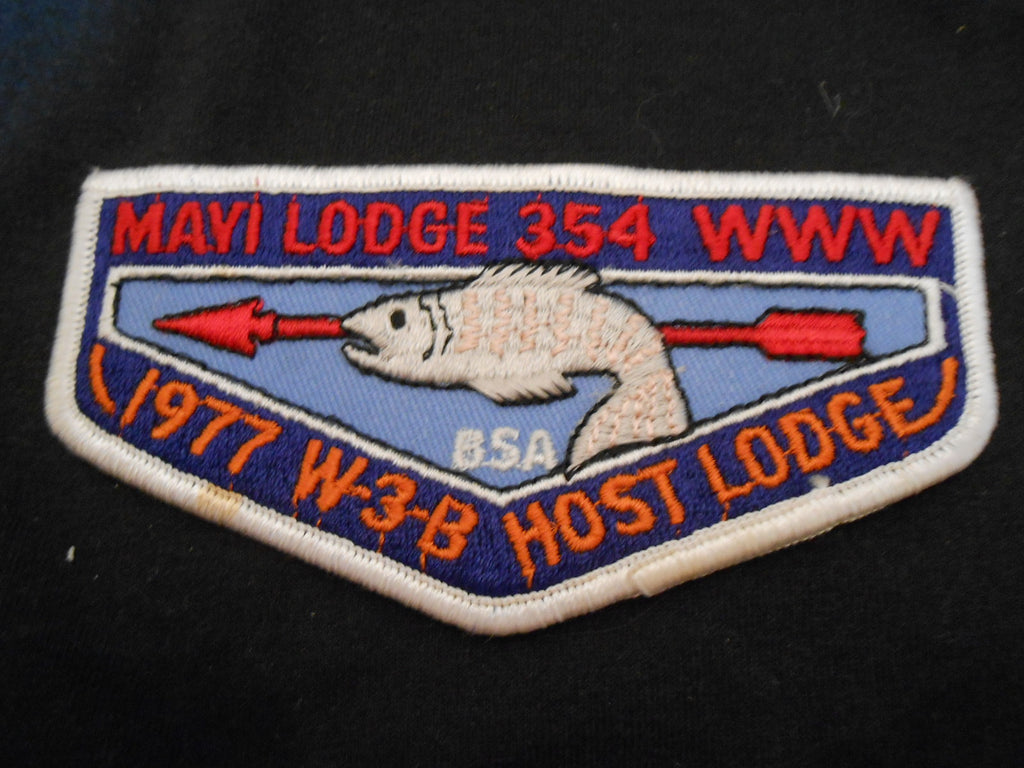 MAYI LODGE 354 WWW
BSA
1977 W-3-B HOST LODGE